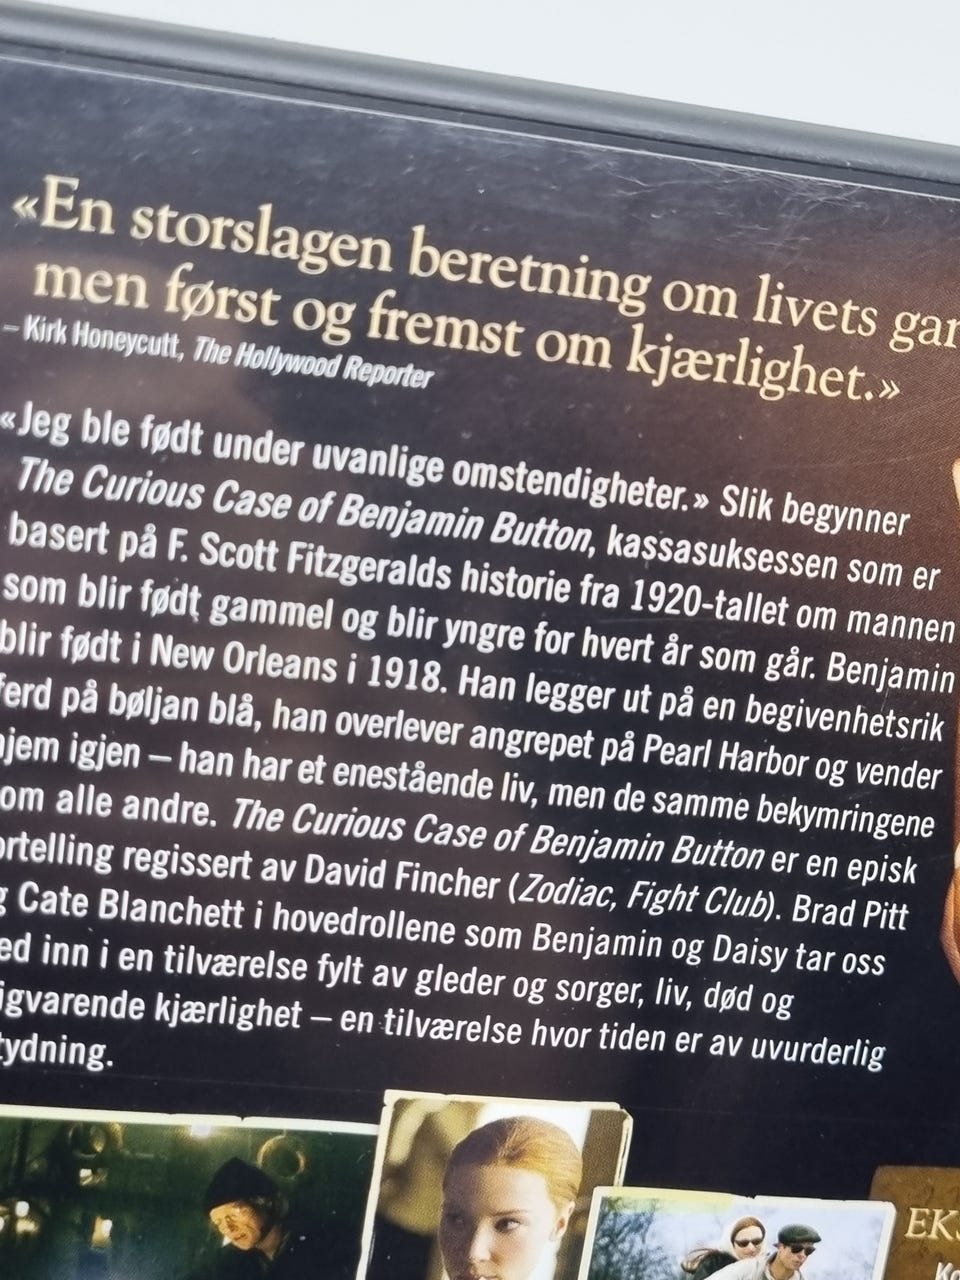 «En storslagen beretning om livets
men først og fremst om kjærlighet.»
– Kirk Honeycutt, The Hollywood Reporter
«Jeg ble født under uvanlige omstendigheter.» Slik begynner
The Curious Case of Benjamin Button, kassasuksessen som er
basert på F. Scott Fitzgeralds historie fra 1920-tallet om mannen
som blir født gammel og blir yngre for hvert år som går. Benjamin
blir født i New Orleans i 1918. Han legger ut på en begivenhetsrik
ferd på bøljan blå, han overlever angrepet på Pearl Harbor og vender
hjem igjen – han har et enestående liv, men de samme bekymringene
om alle andre. The Curious Case of Benjamin Button er en episk
ortelling regissert av David Fincher (Zodiac, Fight Club). Brad Pitt
g Cate Blanchett i hovedrollene som Benjamin og Daisy tar oss
ed inn i en tilværelse fylt av gleder og sorger, liv, død og
igvarende kjærlighet – en tilværelse hvor tiden er av uvurderlig
tydning.